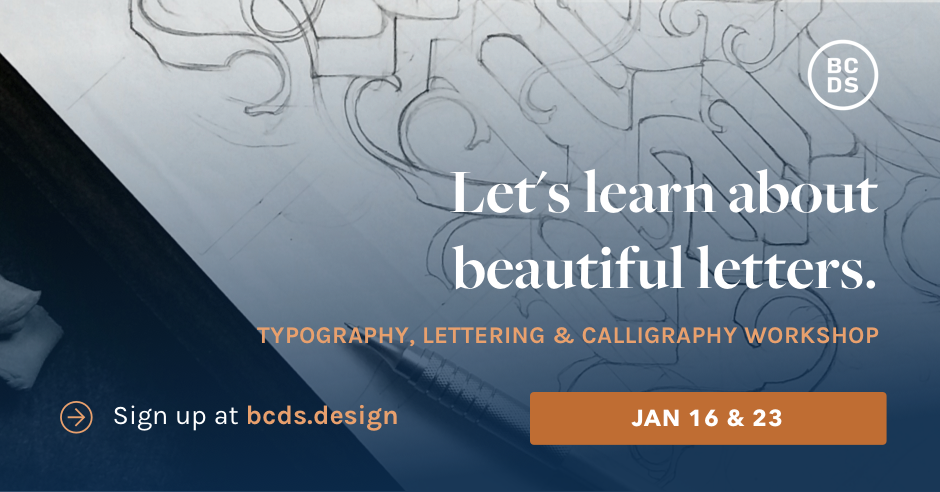 BC
DS
Let's learn about
beautiful letters.
TYPOGRAPHY, LETTERING & CALLIGRAPHY WORKSHOP
Sign up at bcds.design
JAN 16 & 23